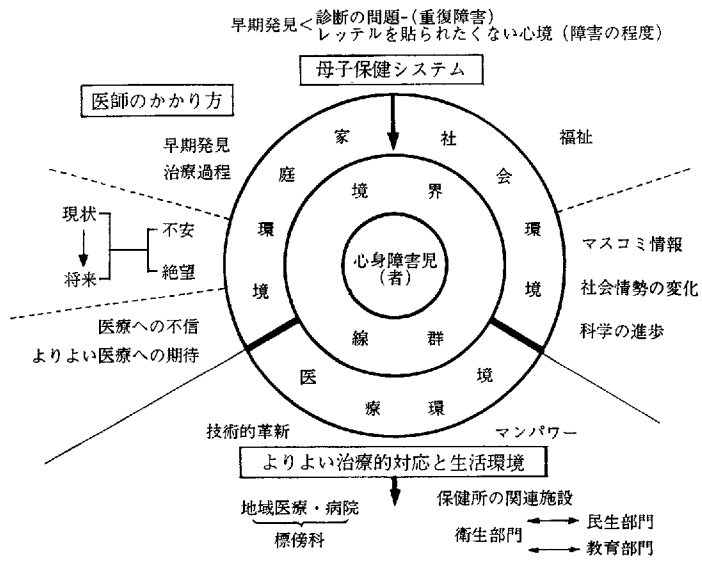 早期発見<診断の問題-(重復障害)
レッテルを貼られたくない心境(障害の程度)
母子保健システム
医師のかかり方
早期発見
治療過程
福祉
家庭環境
社会環境
境界
線群
心身障害児
(者)
現状
将来
不安
絶望
マスコミ情報
社会情勢の変化
科学の進歩
医療への不信
よりよい医療への期待
医療環境
技術的革新
マンパワー
よりよい治療的対応と生活環境
地域医療・病院
標傍科
保健所の関連施設
衛生部門
民生部門
教育部門